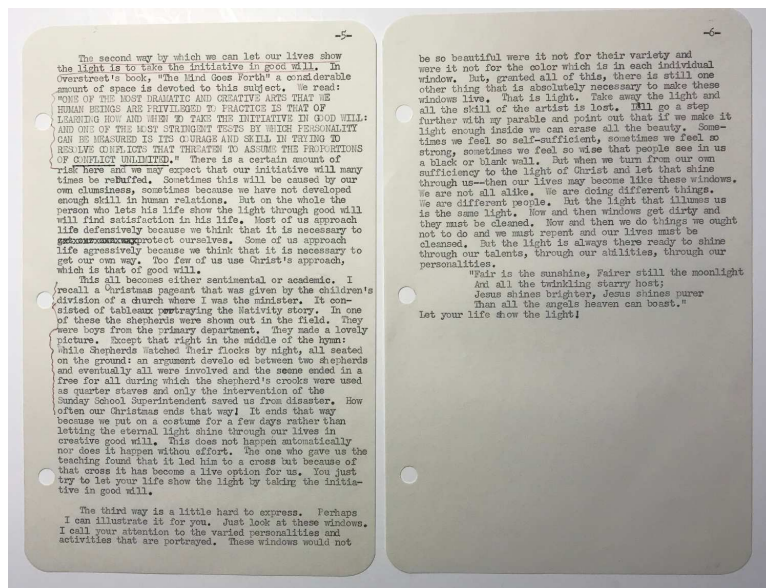 -5-
The second way by which we can let our lives show
the light is to take the initiative in good will. In
Overstreet's book, "The Mind Goes Forth" a considerable
amount of space is devoted to this subject. We read:
"ONE OF THE MOST DRAMATIC AND CREATIVE ARTS THAT WE
HUMAN BEINGS ARE PRIVILEGED TO PRACTICE IS THAT OF
LEARNING HOW AND WHEN TO TAKE THE INITIATIVE IN GOOD WILL:
AND ONE OF THE MOST STRINGENT TESTS BY WHICH PERSONALITY
CAN BE MEASURED IS ITS COURAGE AND SKILL IN TRYING TO
RESOLVE CONFLICTS THAT THREATEN TO ASSUME THE PROPORTIONS
OF CONFLICT UNLIMITED." There is a certain amount of
risk here and we may expect that our initiative will many
times be rebuffed. Sometimes this will be caused by our
own clumsiness, sometimes because we have not developed
enough skill in human relations. But on the whole the
person who lets his life show the light through good will
will find satisfaction in his life. Most of us approach
life defensively because we think that it is necessary to
protect ourselves. Some of us approach
life agressively because we think that it is necessary to
get our own way. Too few of us use Christ's approach,
which is that of good will.
This all becomes either sentimental or academic. I
recall a Christmas pageant that was given by the children's
division of a church where I was the minister. It con-
sisted of tableaux portraying the Nativity story. In one
of these the shepherds were shown out in the field. They
were boys from the primary department. They made a lovely
picture. Except that right in the middle of the hymn:
While Shepherds Watched Their flocks by night, all seated
on the ground: an argument develo ed between two shepherds
and eventually all were involved and the scene ended in a
free for all during which the shepherd's crooks were used
as quarter staves and only the intervention of the
Sunday School Superintendent saved us from disaster. How
often our Christmas ends that way! It ends that way
because we put on a costume for a few days rather than
letting the eternal light shine through our lives in
creative good will. This does not happen automatically
nor does it happen withou effort. The one who gave us the
teaching found that it led him to a cross but because of
that cross it has become a live option for us. You just
try to let your life show the light by taking the initia-
tive in good will.
The third way is a little hard to express. Perhaps
I can illustrate it for you. Just look at these windows.
I call your attention to the varied personalities and
activities that are portrayed. These windows would not
-6-
be so beautiful were it not for their variety and
were it not for the color which is in each individual
window. But, granted all of this, there is still one
other thing that is absolutely necessary to make these
windows live. That is light. Take away the light and
all the skill of the artist is lost. I'll go a step
further with my parable and point out that if we make it
light enough inside we can erase all the beauty. Some-
times we feel so self-sufficient, sometimes we feel so
strong, sometimes we feel so wise that people see in us
a black or blank wall. But when we turn from our own
sufficiency to the light of Christ and let that shine
through us--then our lives may become like these windows.
We are not all alike. We are doing different things.
We are different people. But the light that illumes us
is the same light. Now and then windows get dirty and
they must be cleaned. Now and then we do things we ought
not to do and we must repent and our lives must be
cleansed. But the light is always there ready to shine
through our talents, through our abilities, through our
personalities.
"Fair is the sunshine, Fairer still the moonlight
And all the twinkling starry host;
Jesus shines brighter, Jesus shines purer
Than all the angels heaven can boast."
Let your life show the light!